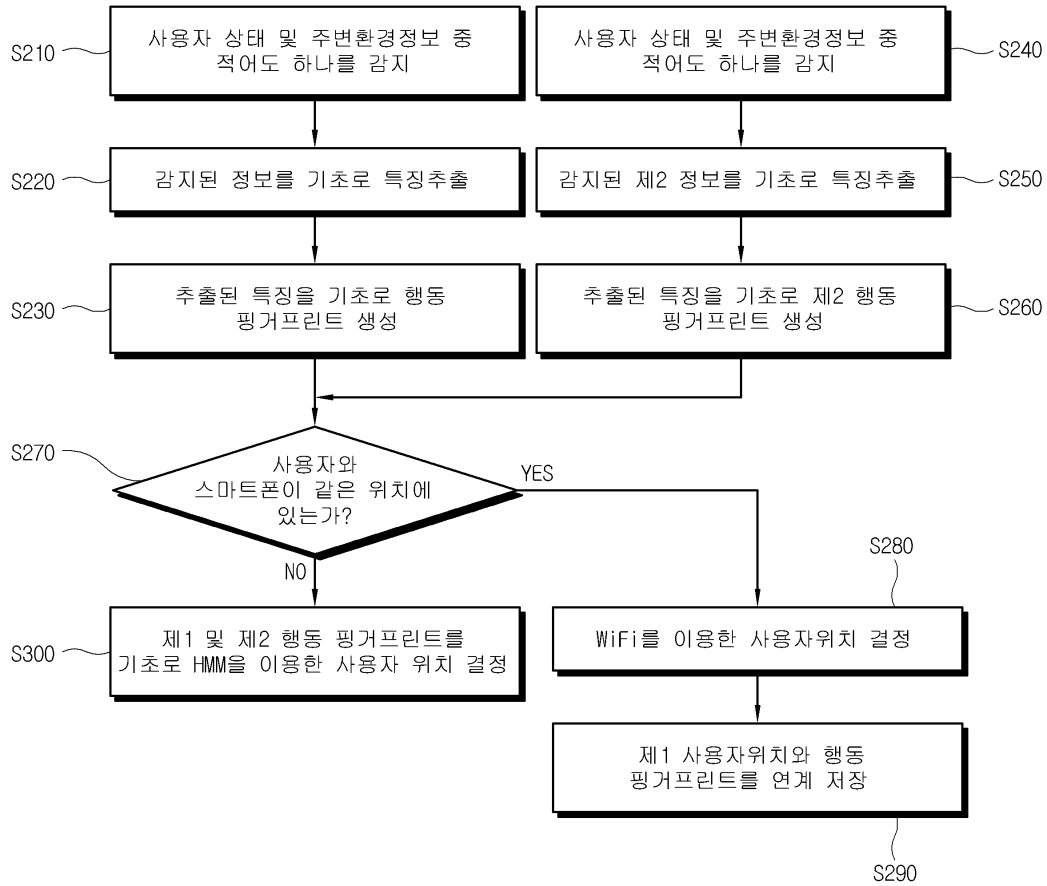 S210
사용자 상태 및 주변환경정보 중
적어도 하나를 감지
사용자 상태 및 주변환경정보 중
적어도 하나를 감지
S240
S220
감지된 정보를 기초로 특징추출
감지된 제2 정보를 기초로 특징추출
S250
S230
추출된 특징을 기초로 행동
핑거프린트 생성
추출된 특징을 기초로 제2 행동
핑거프린트 생성
S260
S270
사용자와
스마트폰이 같은 위치에
있는가?
YES
NO
S280
S300
제1 및 제2 행동 핑거프린트를
기초로 HMM을 이용한 사용자 위치 결정
WiFi를 이용한 사용자위치 결정
제1 사용자위치와 행동
핑거프린트를 연계 저장
S290